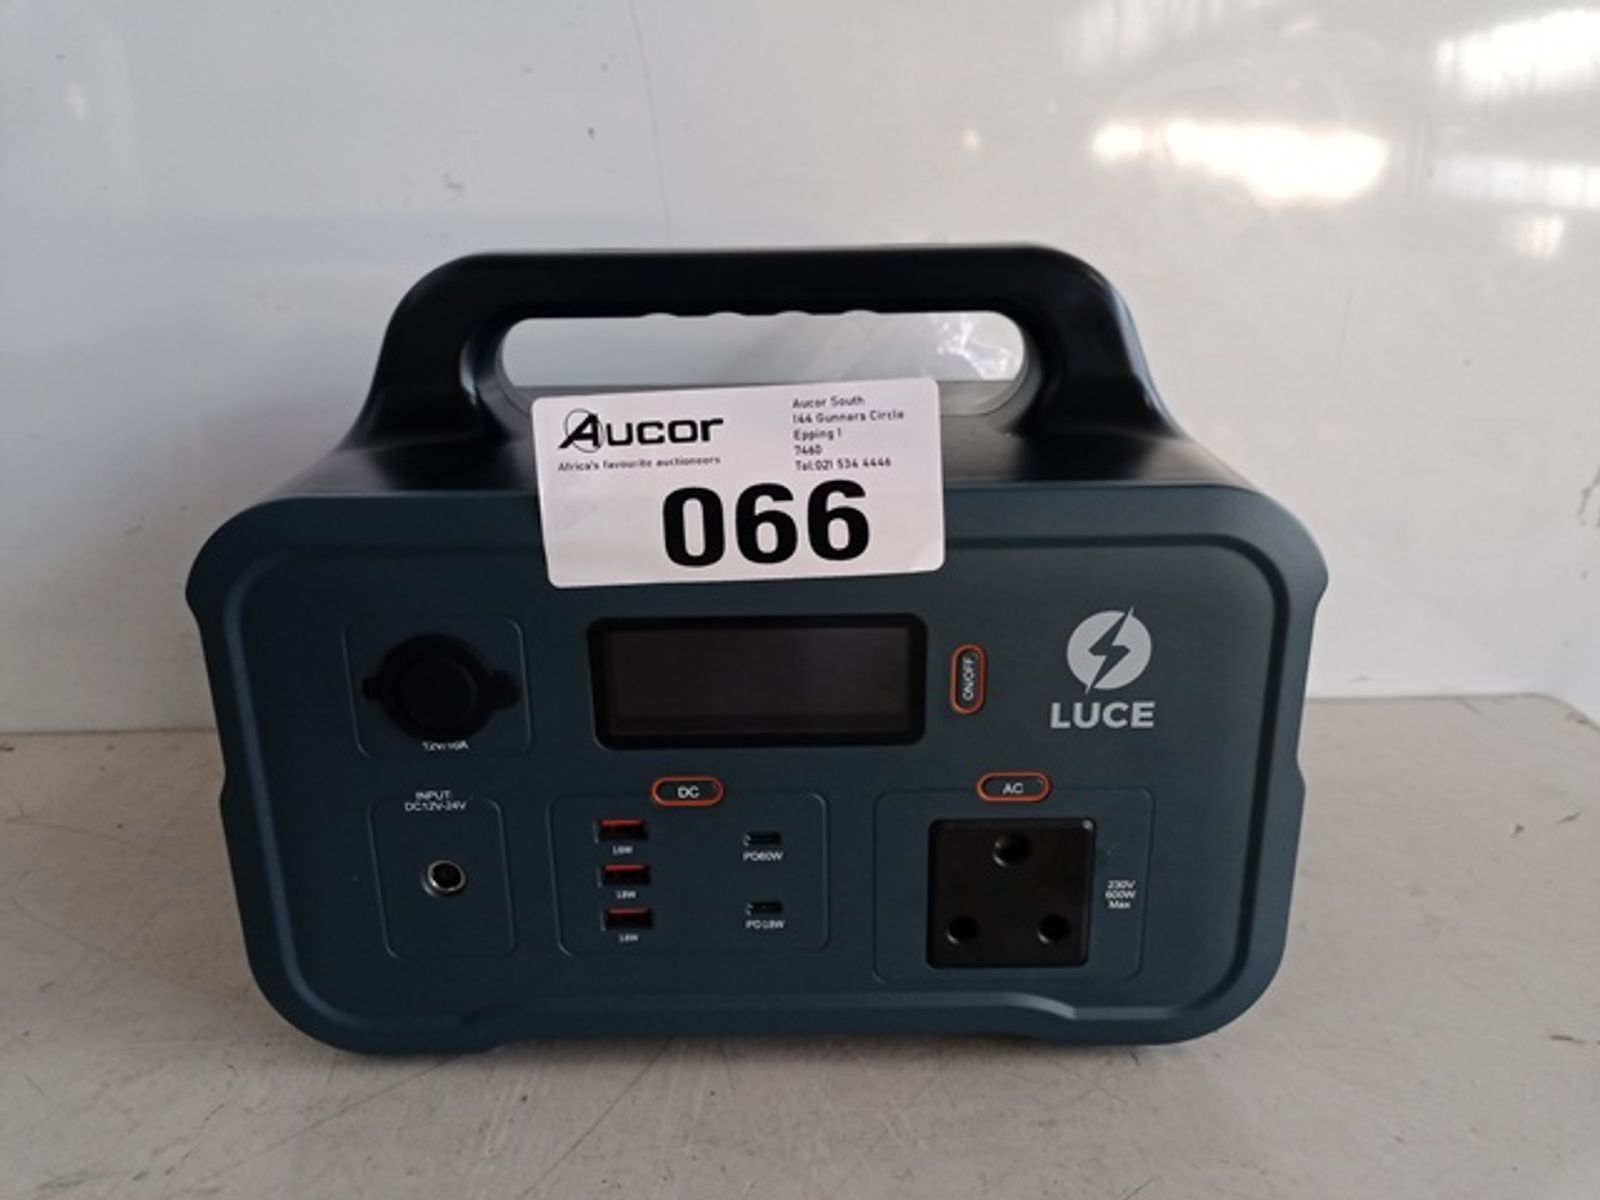 Aucor
Africa's favourite auctioneers
Aucor South
144 Gunners Circle
Epping 1
7460
Tel:021 534 4446
066
12V/10A
ON/OFF
LUCE
INPUT:
DC12V-24V
DC
AC
18W
18W
18W
PD60W
PD18W
230V
600W
Max